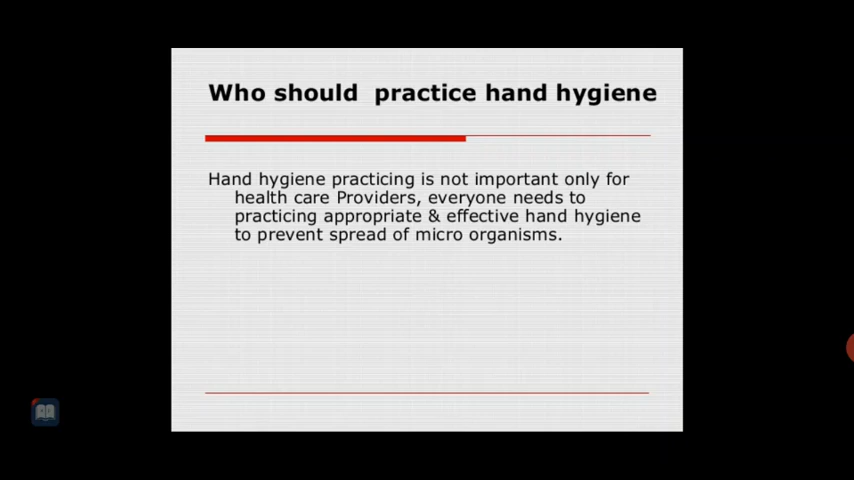 Who should  practice hand hygiene
Hand hygiene practicing is not important only for
health care Providers, everyone needs to
practicing appropriate & effective hand hygiene
to prevent spread of micro organisms.